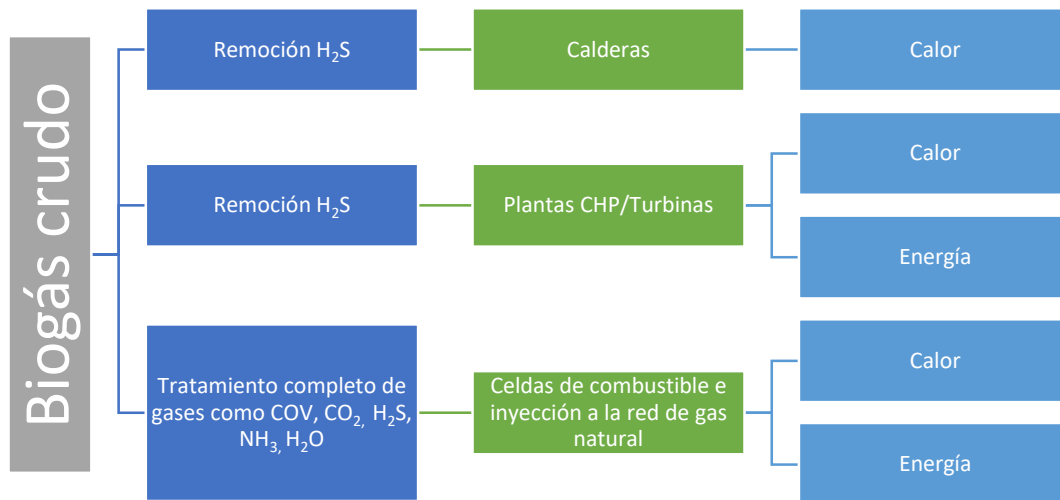 Biogás crudo
Remoción H₂S
Calderas
Calor
Remoción H₂S
Plantas CHP/Turbinas
Calor
Energía
Tratamiento completo de
gases como COV, CO₂, H₂S,
NH₃, H₂O
Celdas de combustible e
inyección a la red de gas
natural
Calor
Energía